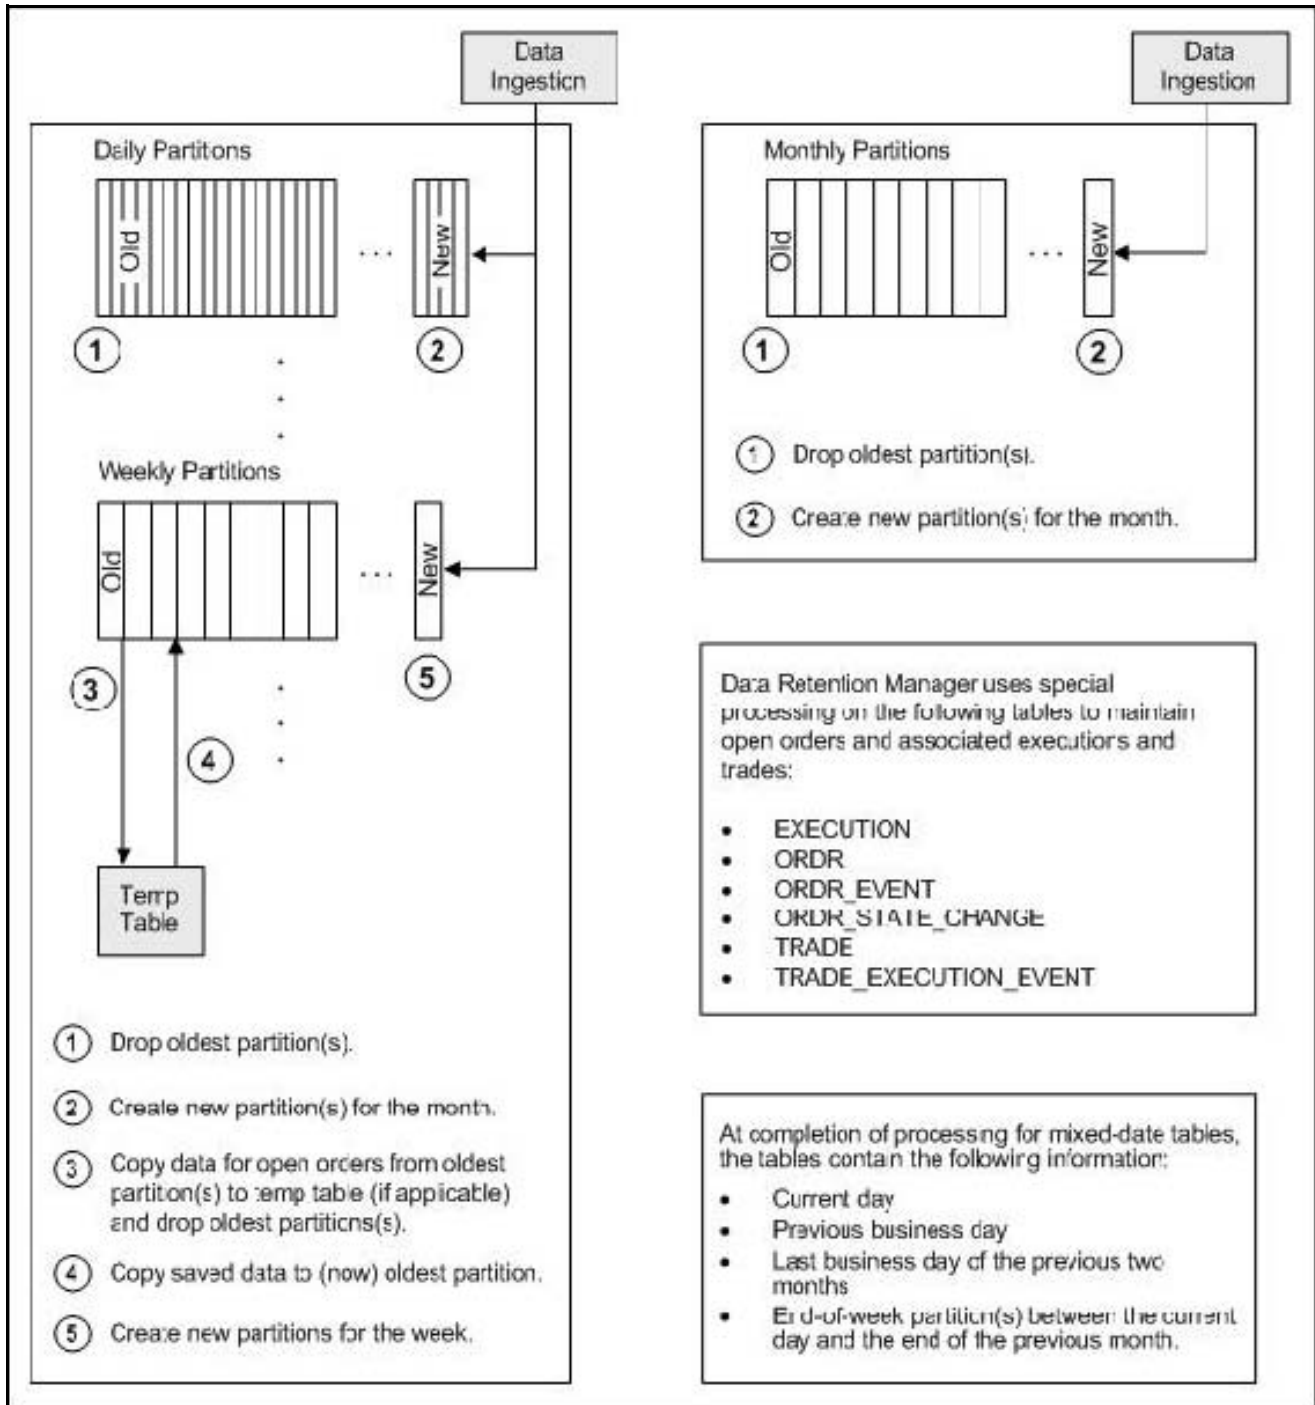 Data
Ingestion
Daily Partitions
Old
. . .
New
1
2
Weekly Partitions
Old
. . .
New
3
5
4
Temp
Table
1 Drop oldest partition(s).
2 Create new partition(s) for the month.
3 Copy data for open orders from oldest
partition(s) to temp table (if applicable)
and drop oldest partitions(s).
4 Copy saved data to (now) oldest partition.
5 Create new partitions for the week.
Data
Ingestion
Monthly Partitions
Old
. . .
New
1
2
1 Drop oldest partition(s).
2 Create new partition(s) for the month.
Data Retention Manager uses special
processing on the following tables to maintain
open orders and associated executions and
trades:
• EXECUTION
• ORDR
• ORDR_EVENT
• ORDR_STATE_CHANGE
• TRADE
• TRADE_EXECUTION_EVENT
At completion of processing for mixed-date tables,
the tables contain the following information:
• Current day
• Previous business day
• Last business day of the previous two
months
• End-of-week partition(s) between the current
day and the end of the previous month.